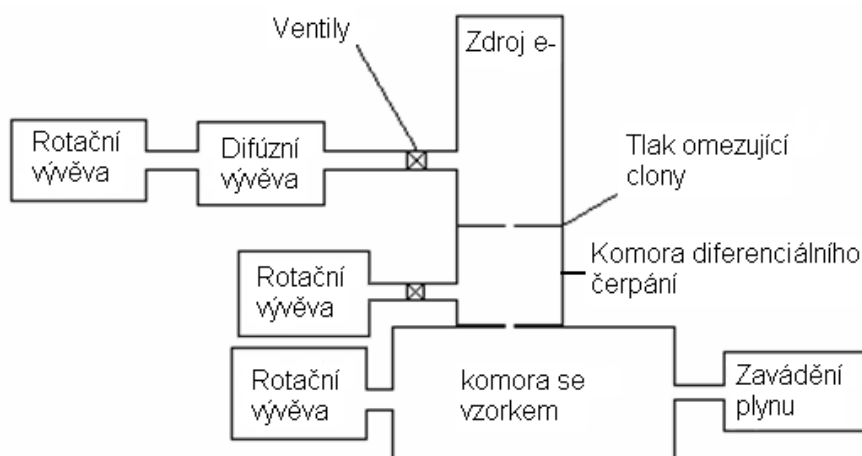 Ventily
Zdroj e-
Rotační
vývěva
Difúzní
vývěva
Tlak omezující
clony
Komora diferenciálního
čerpání
Rotační
vývěva
Rotační
vývěva
komora se
vzorkem
Zavádění
plynu